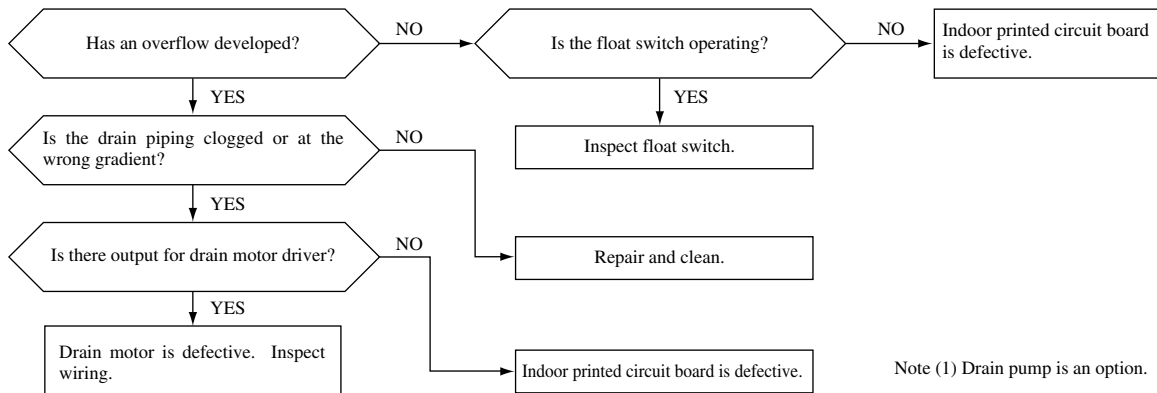 Has an overflow developed?
NO
Is the float switch operating?
NO
Indoor printed circuit board
is defective.
YES
YES
Is the drain piping clogged or at the
wrong gradient?
NO
Inspect float switch.
YES
Is there output for drain motor driver?
NO
Repair and clean.
YES
Drain motor is defective. Inspect
wiring.
Indoor printed circuit board is defective.
Note (1) Drain pump is an option.